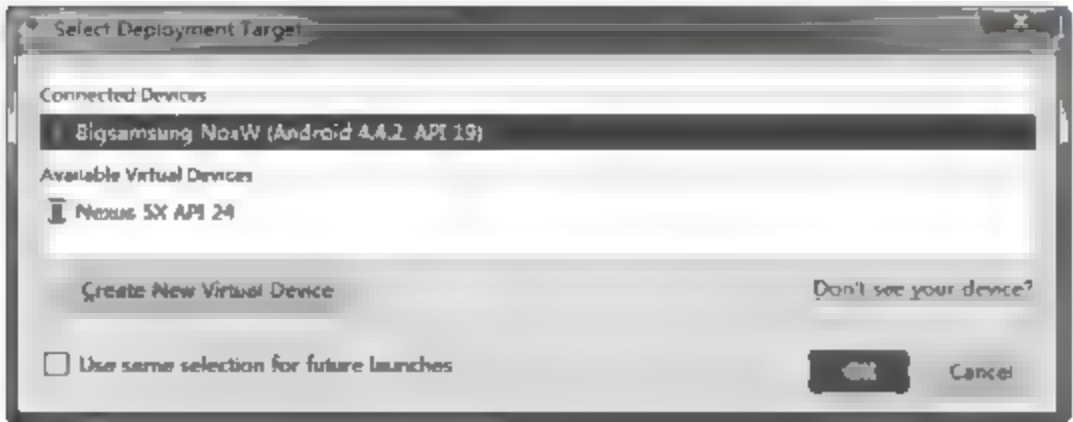 Select Deployment Target
Connected Devices
Bigsamsung NoxW (Android 4.4.2, API 19)
Available Virtual Devices
Nexus 5X API 24
Create New Virtual Device
Don't see your device?
Use same selection for future launches
OK
Cancel